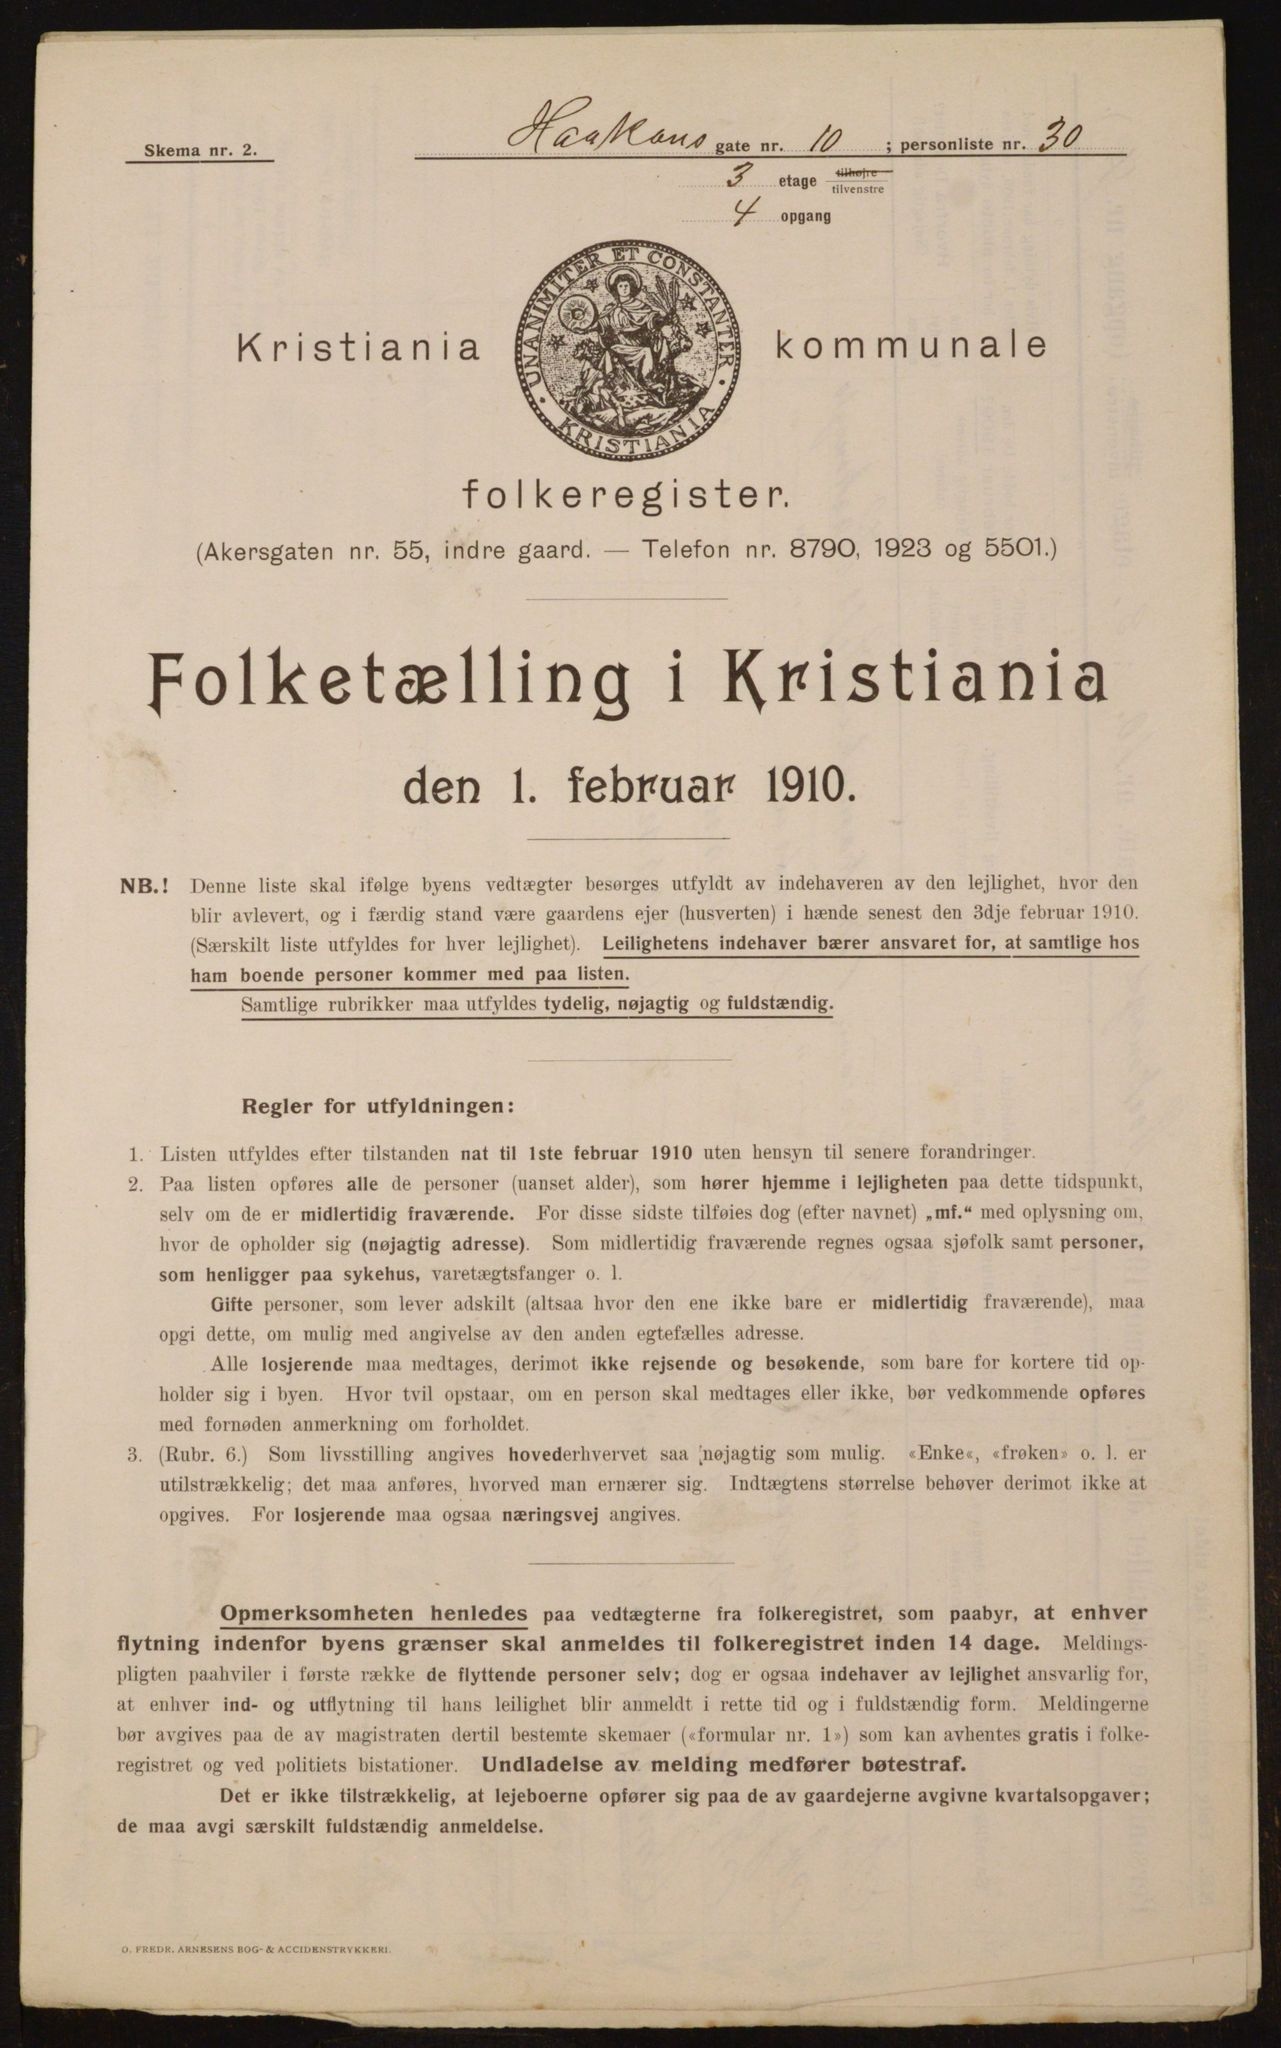 Skema nr. 2.
Haakons gate nr. 10 ; personliste nr. 30
3 etage tilhøjre
tilvenstre
4 opgang
UNANIMITER ET CONSTANTER
KRISTIANIA
Kristiania kommunale
folkeregister.
(Akersgaten nr. 55, indre gaard. — Telefon nr. 8790, 1923 og 5501.)
Folketælling i Kristiania
den 1. februar 1910.
NB.! Denne liste skal ifølge byens vedtægter besørges utfyldt av indehaveren av den lejlighet, hvor den
blir avlevert, og i færdig stand være gaardens ejer (husverten) i hænde senest den 3dje februar 1910.
(Særskilt liste utfyldes for hver lejlighet). Leilighetens indehaver bærer ansvaret for, at samtlige hos
ham boende personer kommer med paa listen.
Samtlige rubrikker maa utfyldes tydelig, nøjagtig og fuldstændig.
Regler for utfyldningen:
1. Listen utfyldes efter tilstanden nat til 1ste februar 1910 uten hensyn til senere forandringer.
2. Paa listen opføres alle de personer (uanset alder), som hører hjemme i lejligheten paa dette tidspunkt,
selv om de er midlertidig fraværende. For disse sidste tilføies dog (efter navnet) „mf.“ med oplysning om,
hvor de opholder sig (nøjagtig adresse). Som midlertidig fraværende regnes ogsaa sjøfolk samt personer,
som henligger paa sykehus, varetægtsfanger o. l.
Gifte personer, som lever adskilt (altsaa hvor den ene ikke bare er midlertidig fraværende), maa
opgi dette, om mulig med angivelse av den anden egtefælles adresse.
Alle losjerende maa medtages, derimot ikke rejsende og besøkende, som bare for kortere tid op-
holder sig i byen. Hvor tvil opstaar, om en person skal medtages eller ikke, bør vedkommende opføres
med fornøden anmerkning om forholdet.
3. (Rubr. 6.) Som livsstilling angives hovederhvervet saa nøjagtig som mulig. «Enke«, «frøken» o. l. er
utilstrækkelig; det maa anføres, hvorved man ernærer sig. Indtægtens størrelse behøver derimot ikke at
opgives. For losjerende maa ogsaa næringsvej angives.
Opmerksomheten henledes paa vedtægterne fra folkeregistret, som paabyr, at enhver
flytning indenfor byens grænser skal anmeldes til folkeregistret inden 14 dage. Meldings-
pligten paahviler i første række de flyttende personer selv; dog er ogsaa indehaver av lejlighet ansvarlig for,
at enhver ind- og utflytning til hans leilighet blir anmeldt i rette tid og i fuldstændig form. Meldingerne
bør avgives paa de av magistraten dertil bestemte skemaer («formular nr. 1») som kan avhentes gratis i folke-
registret og ved politiets bistationer. Undladelse av melding medfører bøtestraf.
Det er ikke tilstrækkelig, at lejeboerne opfører sig paa de av gaardejerne avgivne kvartalsopgaver;
de maa avgi særskilt fuldstændig anmeldelse.
O. FREDR. ARNESENS BOG- & ACCIDENSTRYKKERI.